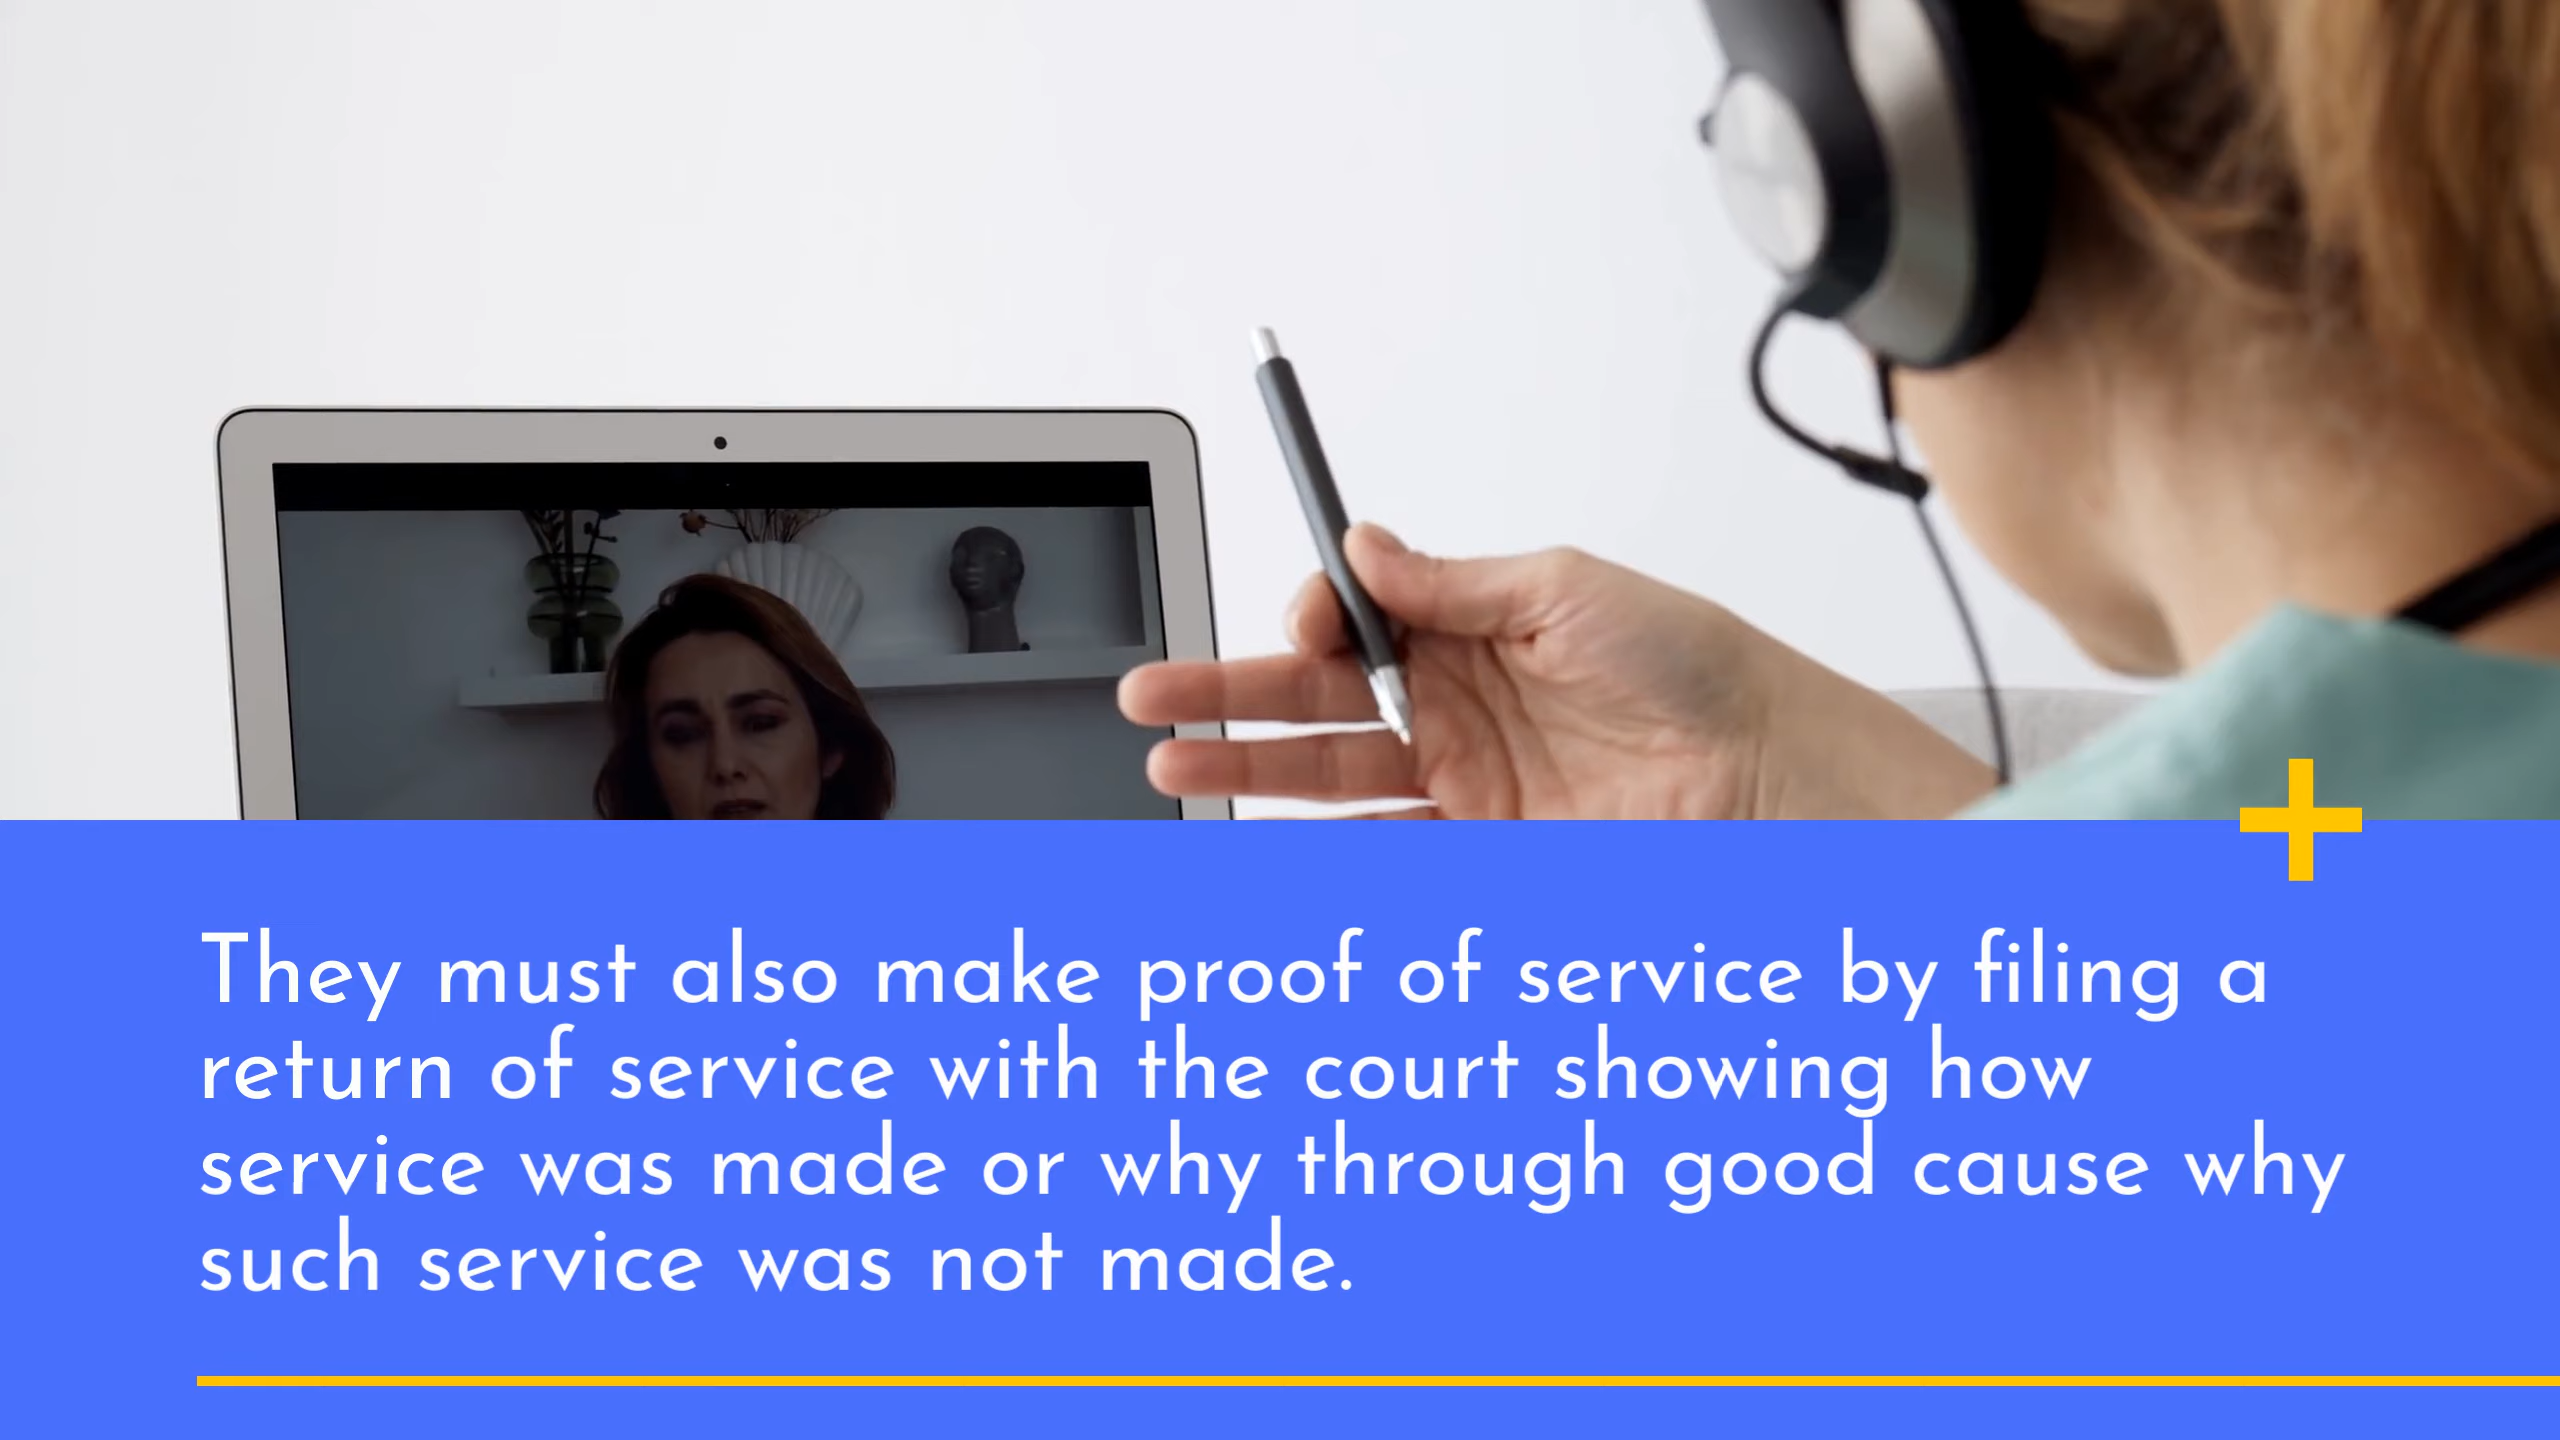 They must also make proof of service by filing a
return of service with the court showing how
service was made or why through good cause why
such service was not made.